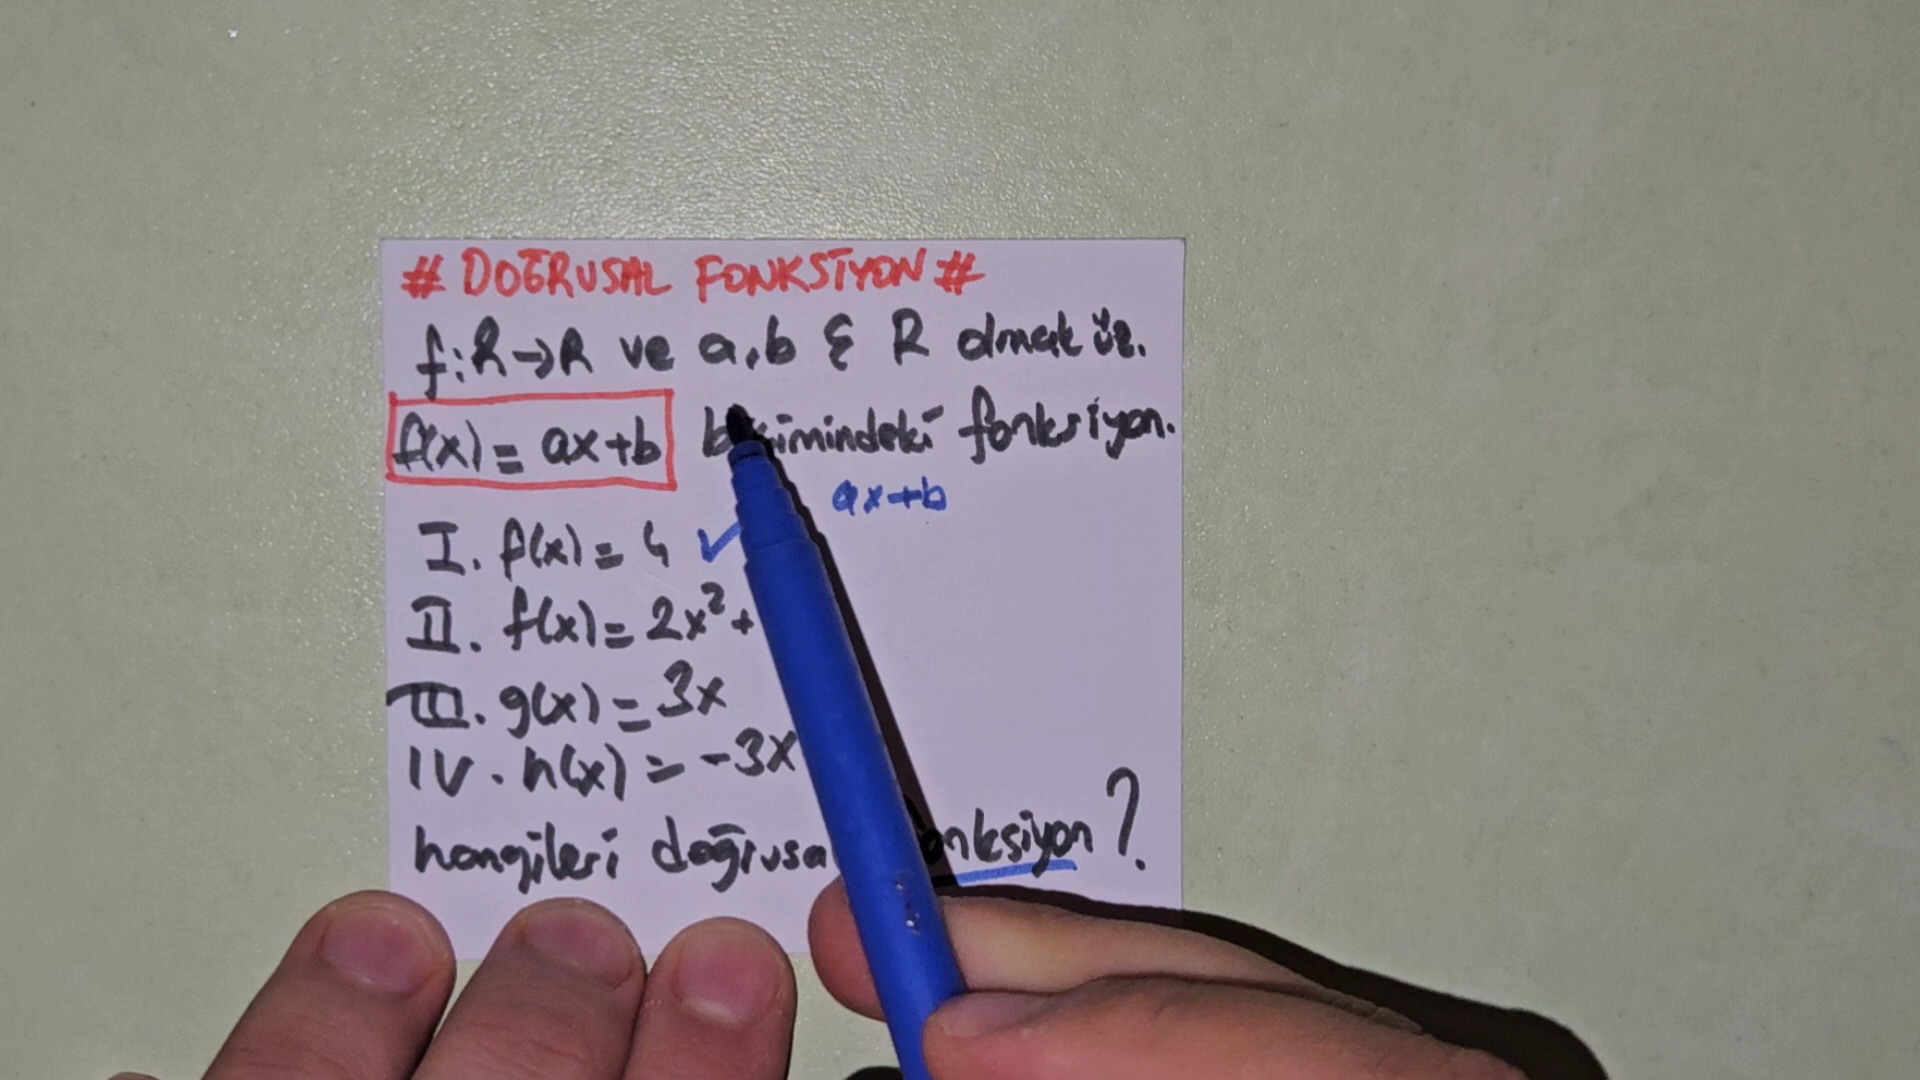 # DOĞRUSAL FONKSİYON #
f:R→R ve a,b ∈ R olmak üz.
f(x) = ax+b biçimindeki fonksiyon.
ax+b
I. f(x) = 4 ✓
II. f(x) = 2x²+
III. g(x) = 3x
IV. h(x) = -3x
hangileri doğrusal fonksiyon?